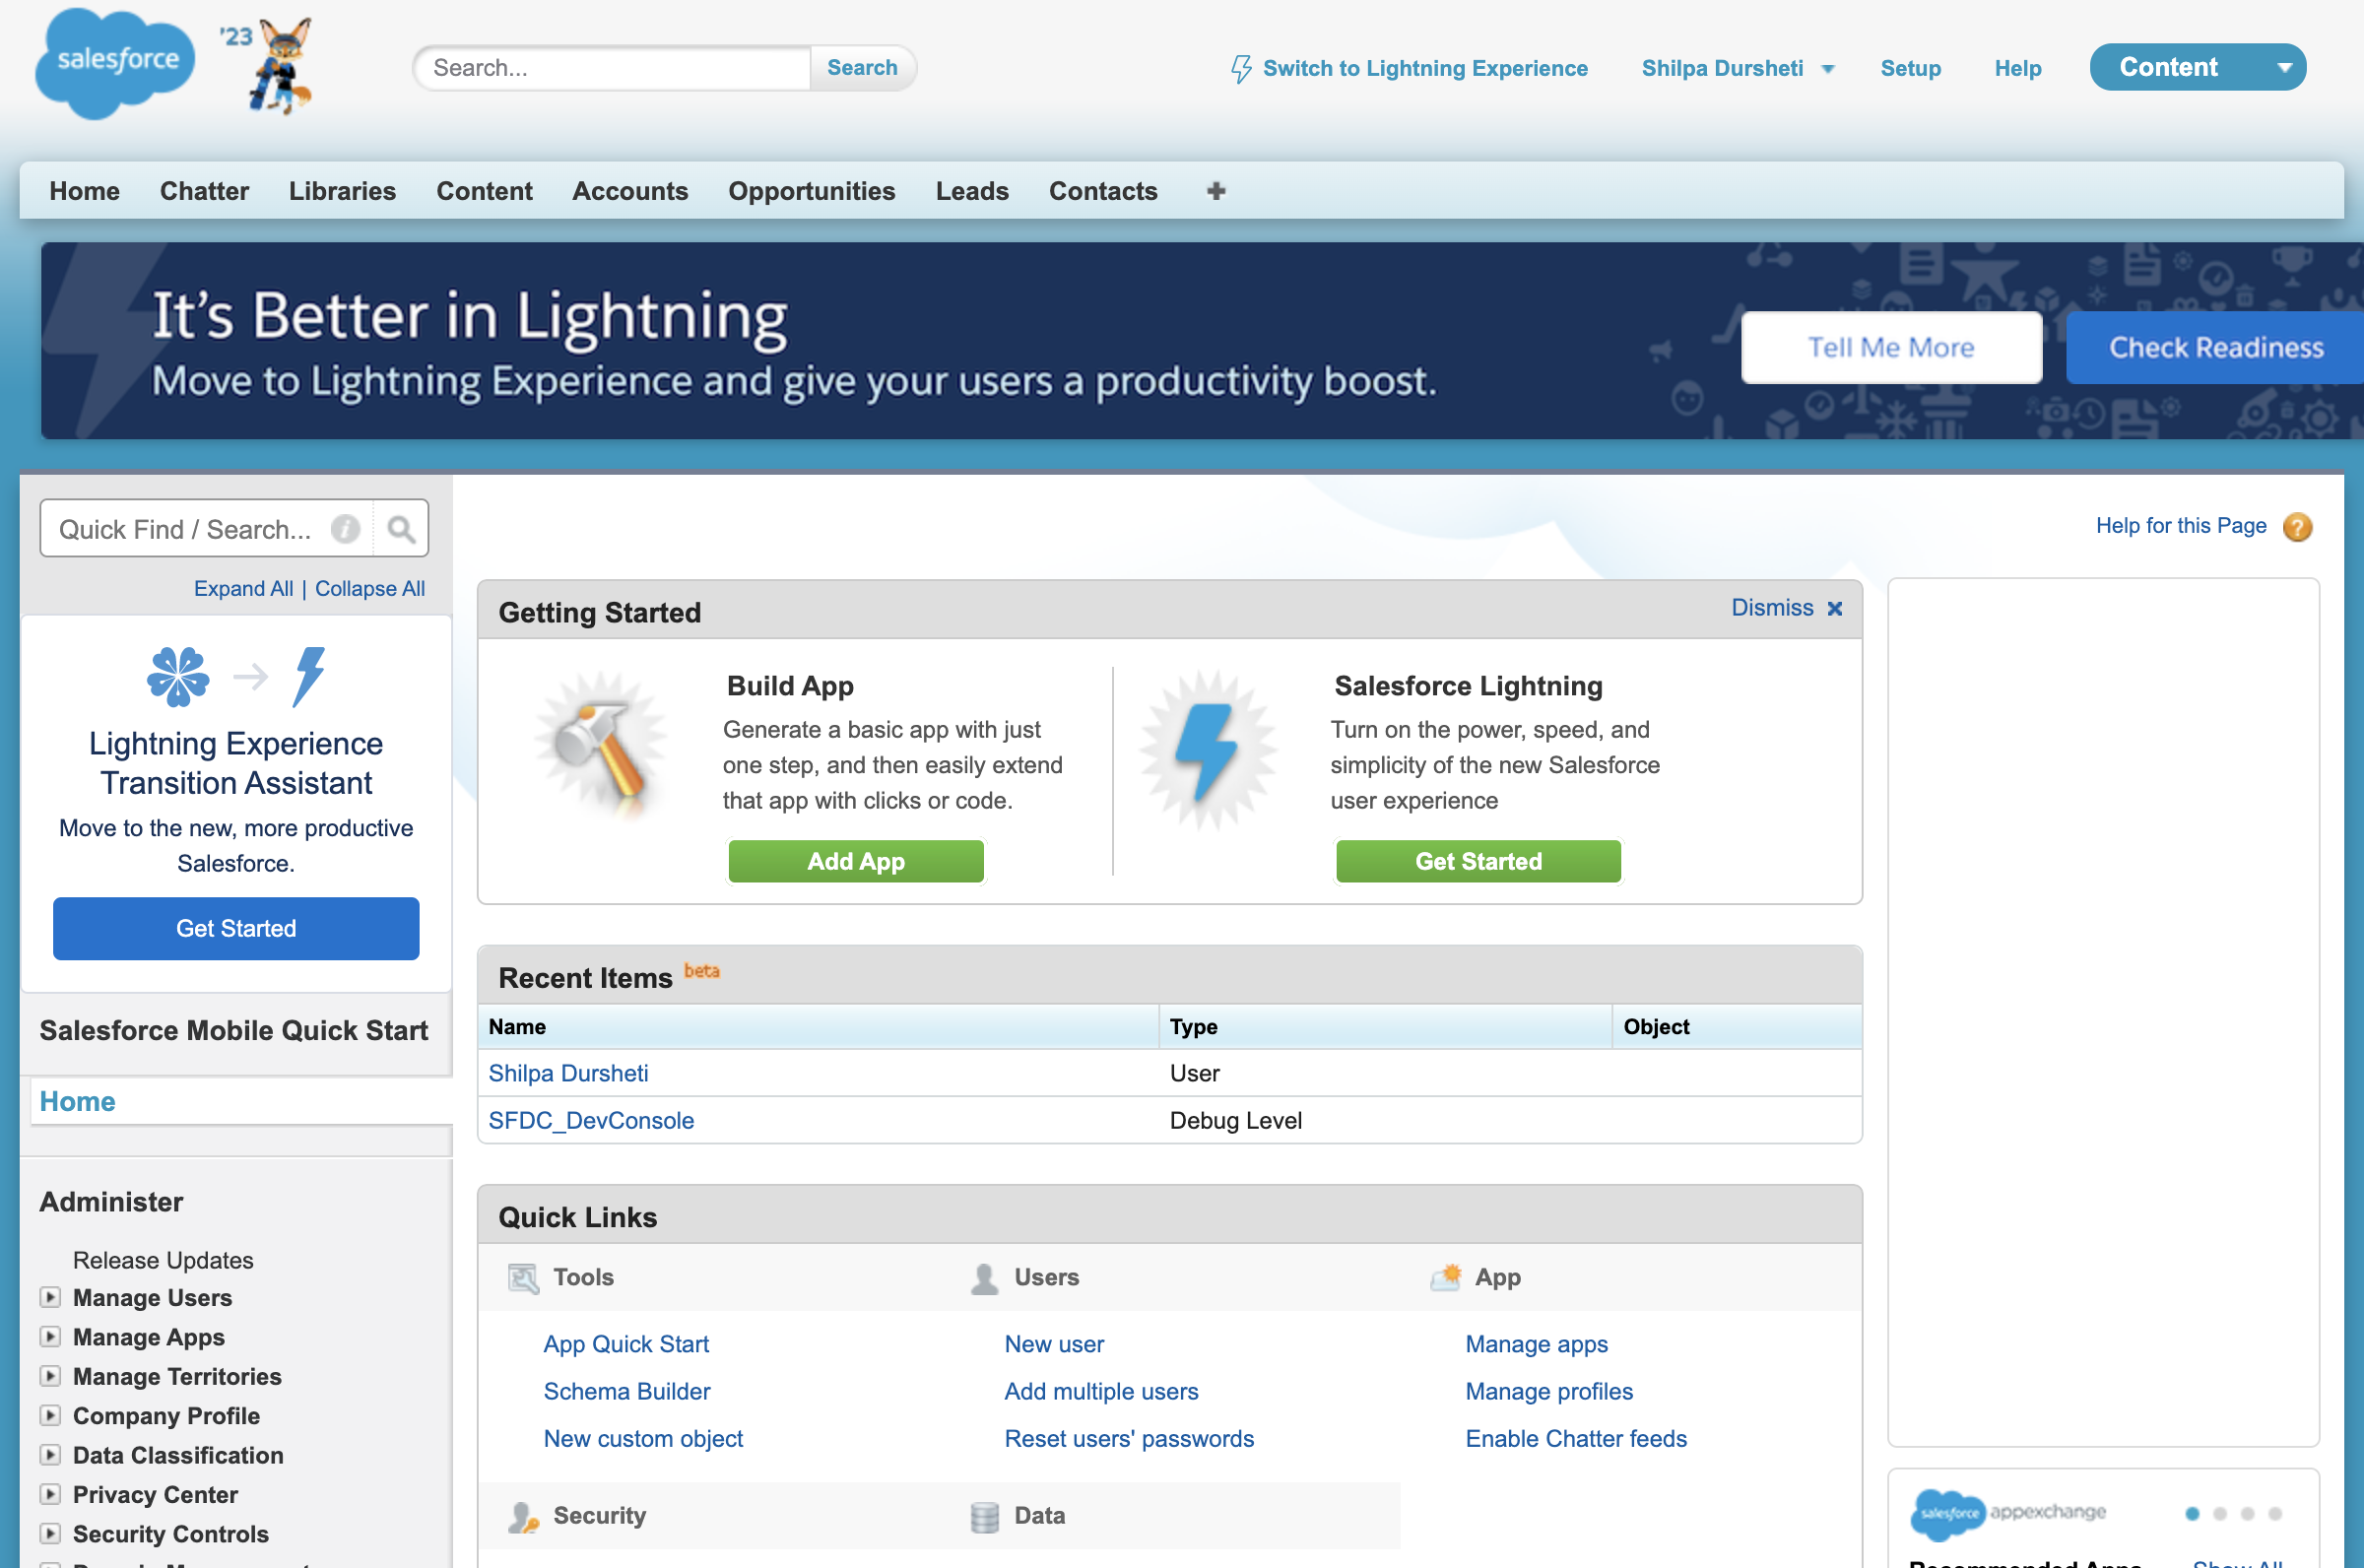 salesforce
'23
Search...
Search
Switch to Lightning Experience
Shilpa Dursheti
Setup
Help
Content
Home
Chatter
Libraries
Content
Accounts
Opportunities
Leads
Contacts
It's Better in Lightning
Move to Lightning Experience and give your users a productivity boost.
Tell Me More
Check Readiness
Quick Find / Search...
Expand All | Collapse All
Lightning Experience
Transition Assistant
Move to the new, more productive
Salesforce.
Get Started
Salesforce Mobile Quick Start
Home
Administer
Release Updates
Manage Users
Manage Apps
Manage Territories
Company Profile
Data Classification
Privacy Center
Security Controls
Help for this Page
Getting Started
Dismiss
Build App
Generate a basic app with just
one step, and then easily extend
that app with clicks or code.
Add App
Salesforce Lightning
Turn on the power, speed, and
simplicity of the new Salesforce
user experience
Get Started
Recent Items beta
Name Type Object
Shilpa Dursheti User
SFDC_DevConsole Debug Level
Quick Links
Tools
App Quick Start
Schema Builder
New custom object
Users
New user
Add multiple users
Reset users' passwords
App
Manage apps
Manage profiles
Enable Chatter feeds
Security
Data
salesforce appexchange
Recommended Apps
Show All